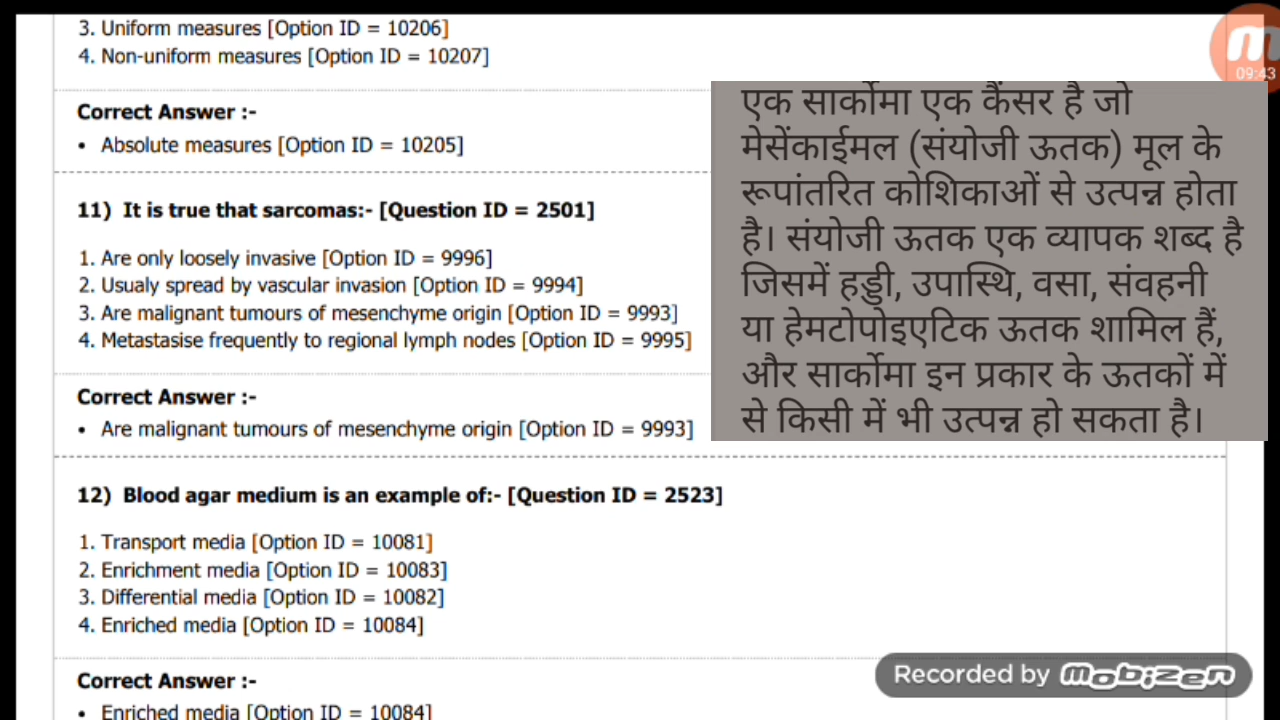 3. Uniform measures [Option ID = 10206]
4. Non-uniform measures [Option ID = 10207]
09:43
Correct Answer :-
• Absolute measures [Option ID = 10205]
11) It is true that sarcomas:- [Question ID = 2501]
1. Are only loosely invasive [Option ID = 9996]
2. Usualy spread by vascular invasion [Option ID = 9994]
3. Are malignant tumours of mesenchyme origin [Option ID = 9993]
4. Metastasise frequently to regional lymph nodes [Option ID = 9995]
Correct Answer :-
• Are malignant tumours of mesenchyme origin [Option ID = 9993]
एक सार्कोमा एक कैंसर है जो
मेसेंकाईमल (संयोजी ऊतक) मूल के
रूपांतरित कोशिकाओं से उत्पन्न होता
है। संयोजी ऊतक एक व्यापक शब्द है
जिसमें हड्डी, उपास्थि, वसा, संवहनी
या हेमटोपोइएटिक ऊतक शामिल हैं,
और सार्कोमा इन प्रकार के ऊतकों में
से किसी में भी उत्पन्न हो सकता है।
12) Blood agar medium is an example of:- [Question ID = 2523]
1. Transport media [Option ID = 10081]
2. Enrichment media [Option ID = 10083]
3. Differential media [Option ID = 10082]
4. Enriched media [Option ID = 10084]
Correct Answer :-
• Enriched media [Option ID = 10084]
Recorded by mobizen